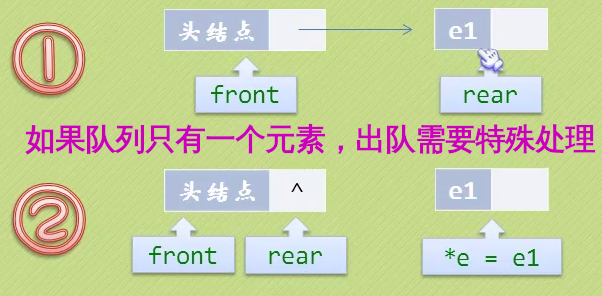 ①
头结点
e1
front
rear
如果队列只有一个元素，出队需要特殊处理
②
头结点 ^
e1
front
rear
*e = e1